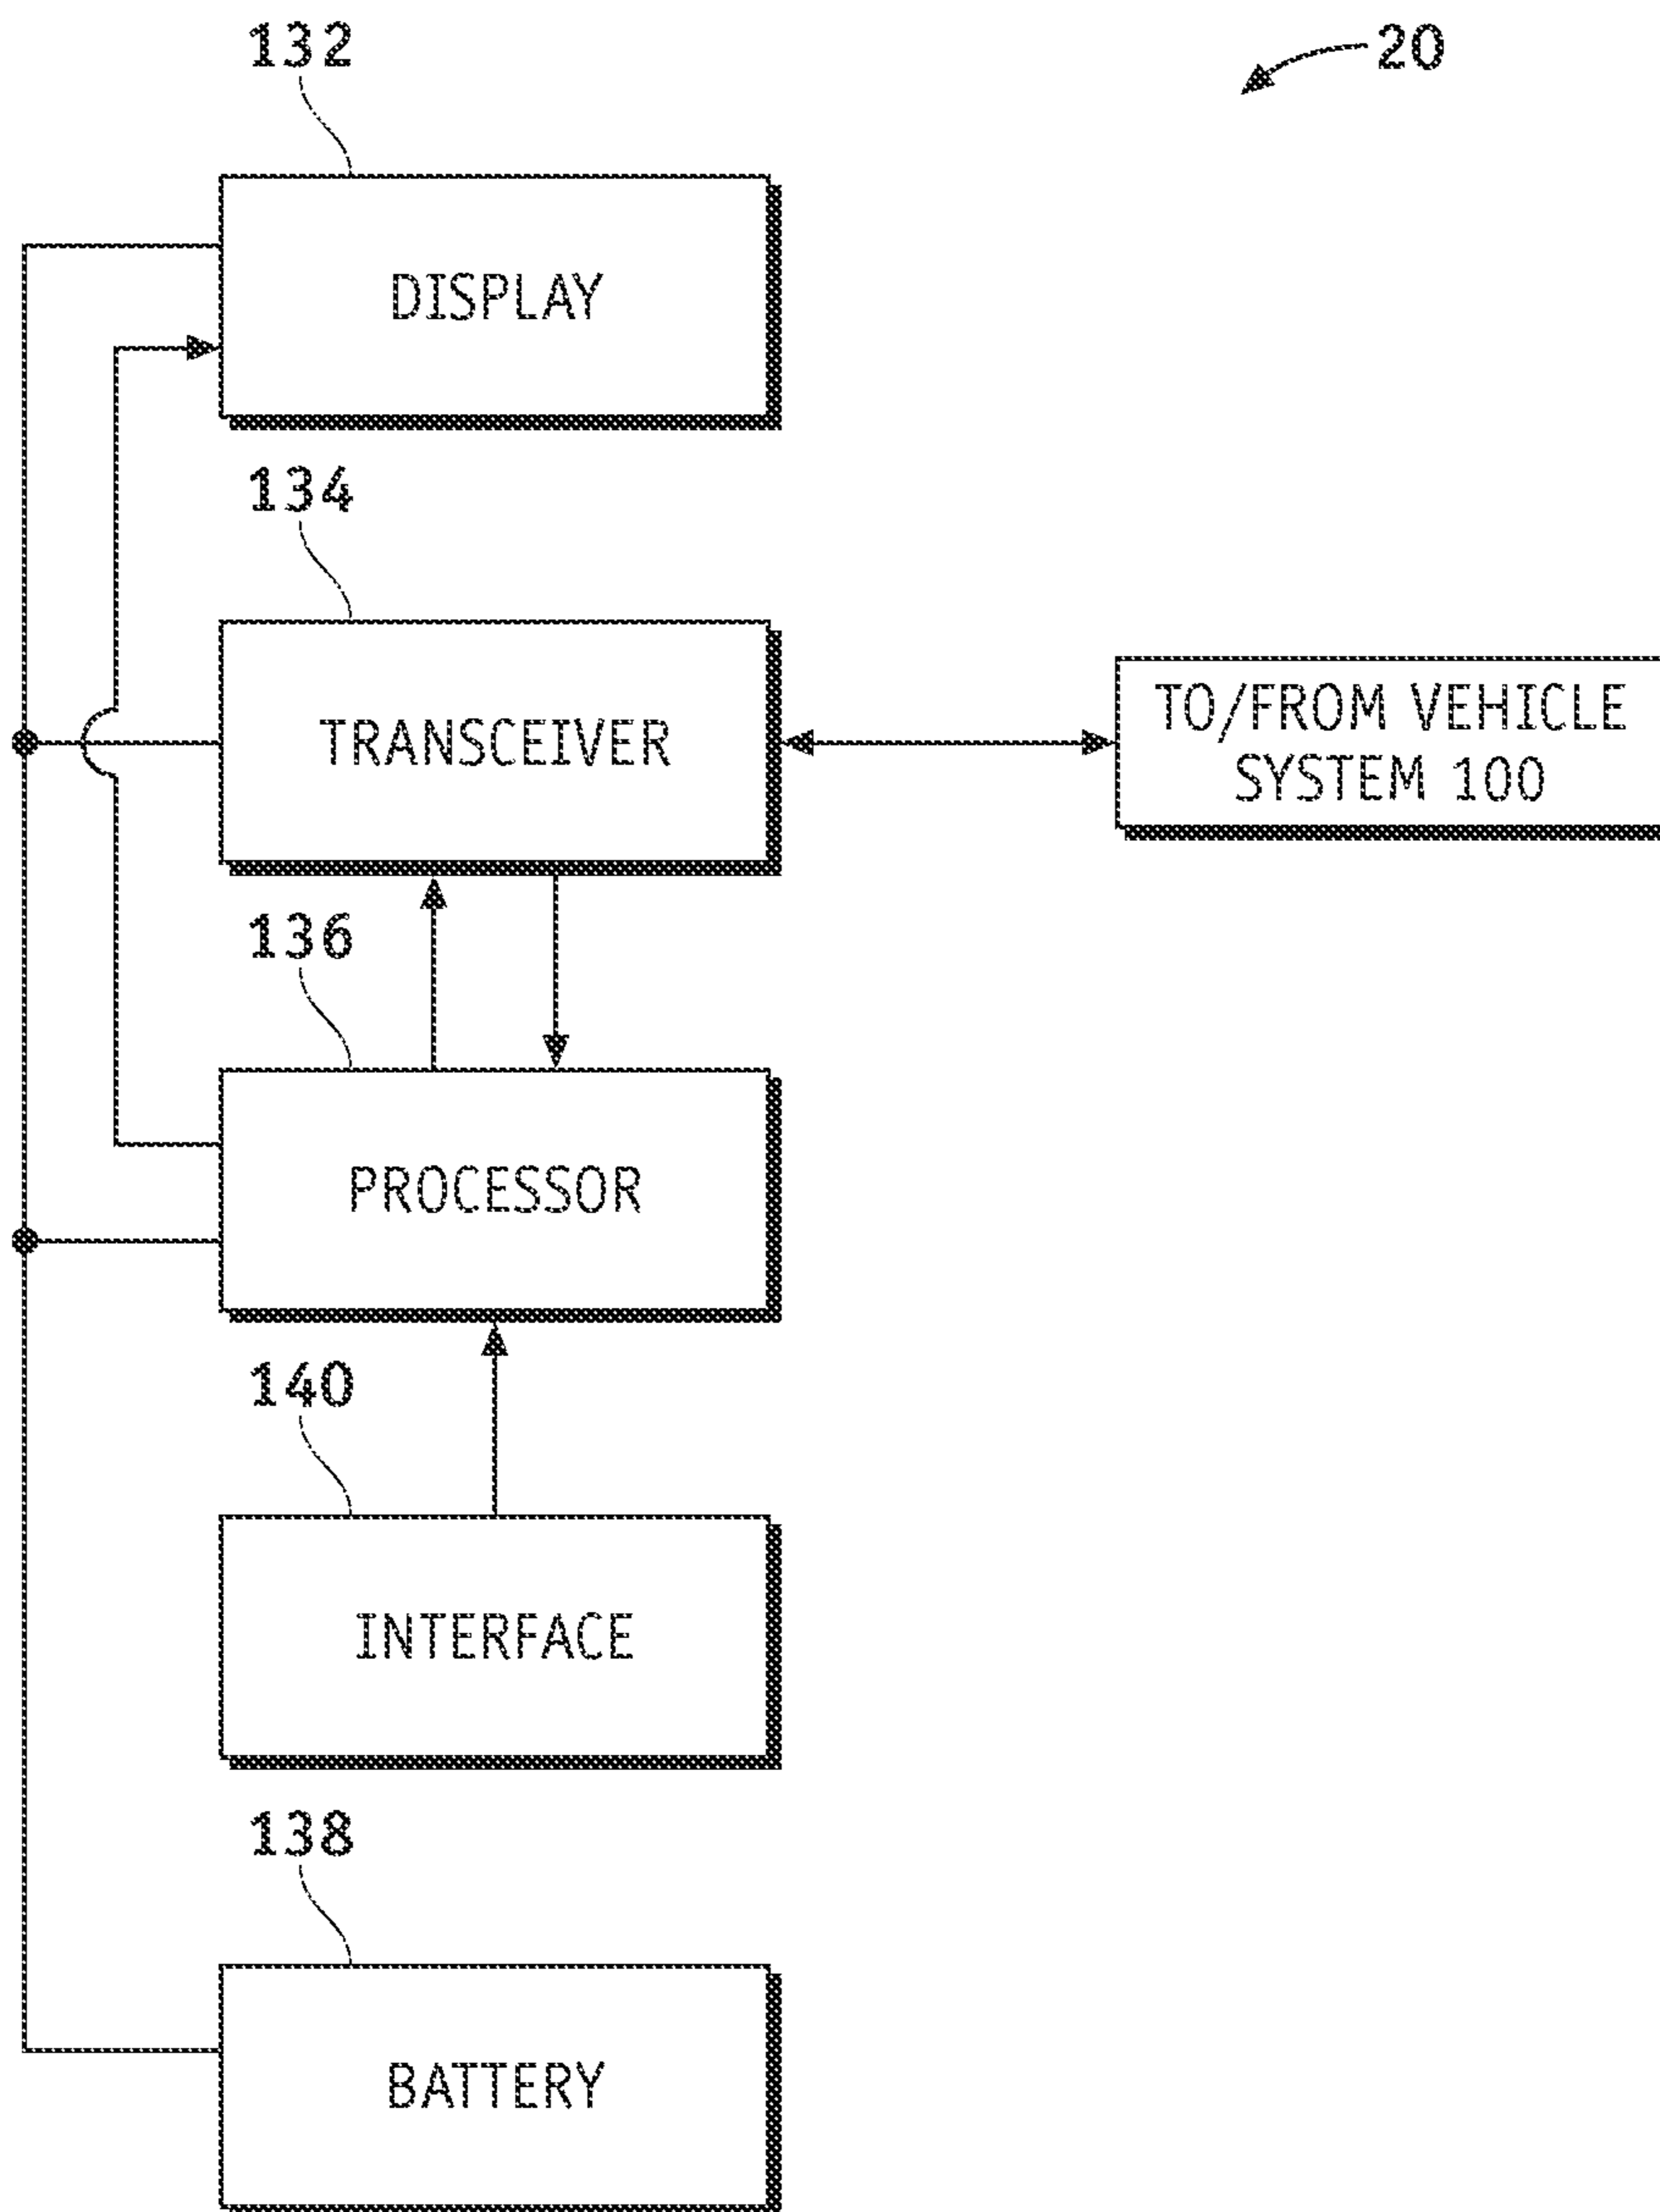 132
20
DISPLAY
134
TRANSCEIVER
TO/FROM VEHICLE
SYSTEM 100
136
PROCESSOR
140
INTERFACE
138
BATTERY